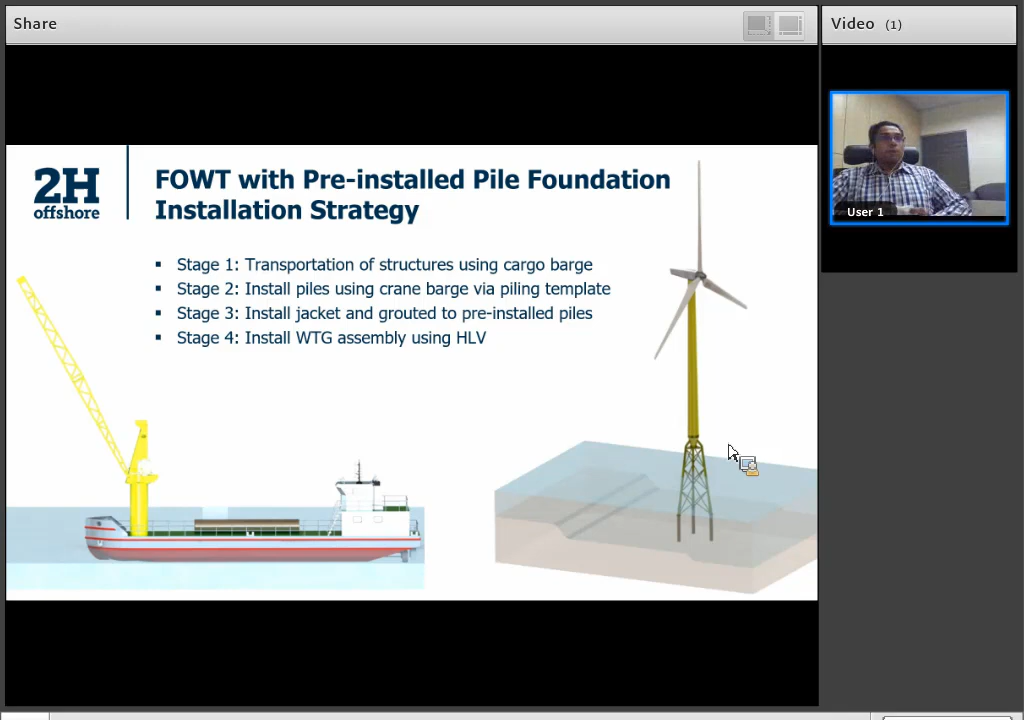 Share
Video (1)
User 1
2H
offshore
FOWT with Pre-installed Pile Foundation
Installation Strategy
▪ Stage 1: Transportation of structures using cargo barge
▪ Stage 2: Install piles using crane barge via piling template
▪ Stage 3: Install jacket and grouted to pre-installed piles
▪ Stage 4: Install WTG assembly using HLV